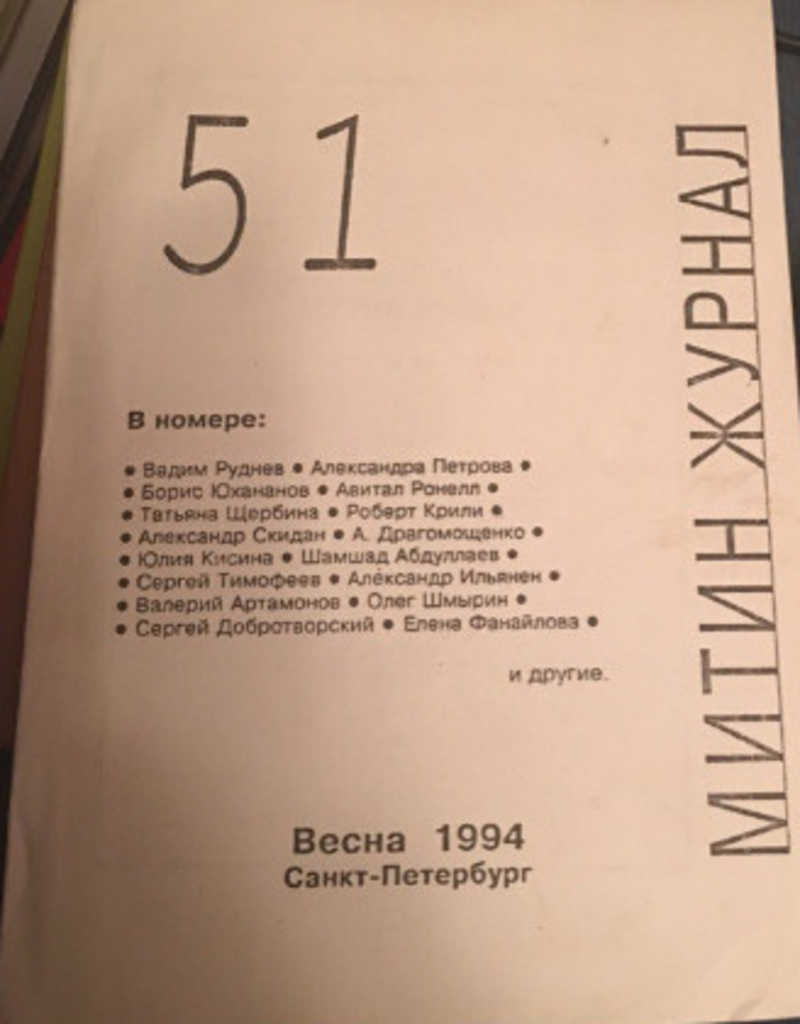 51
МИТИН ЖУРНАЛ
В номере:
• Вадим Руднев • Александра Петрова •
• Борис Юхананов • Авитал Ронелл •
• Татьяна Щербина • Роберт Крили •
• Александр Скидан • А. Драгомощенко •
• Юлия Кисина • Шамшад Абдуллаев •
• Сергей Тимофеев • Александр Ильянен •
• Валерий Артамонов • Олег Шмырин •
• Сергей Добротворский • Елена Фанайлова •
и другие.
Весна 1994
Санкт-Петербург